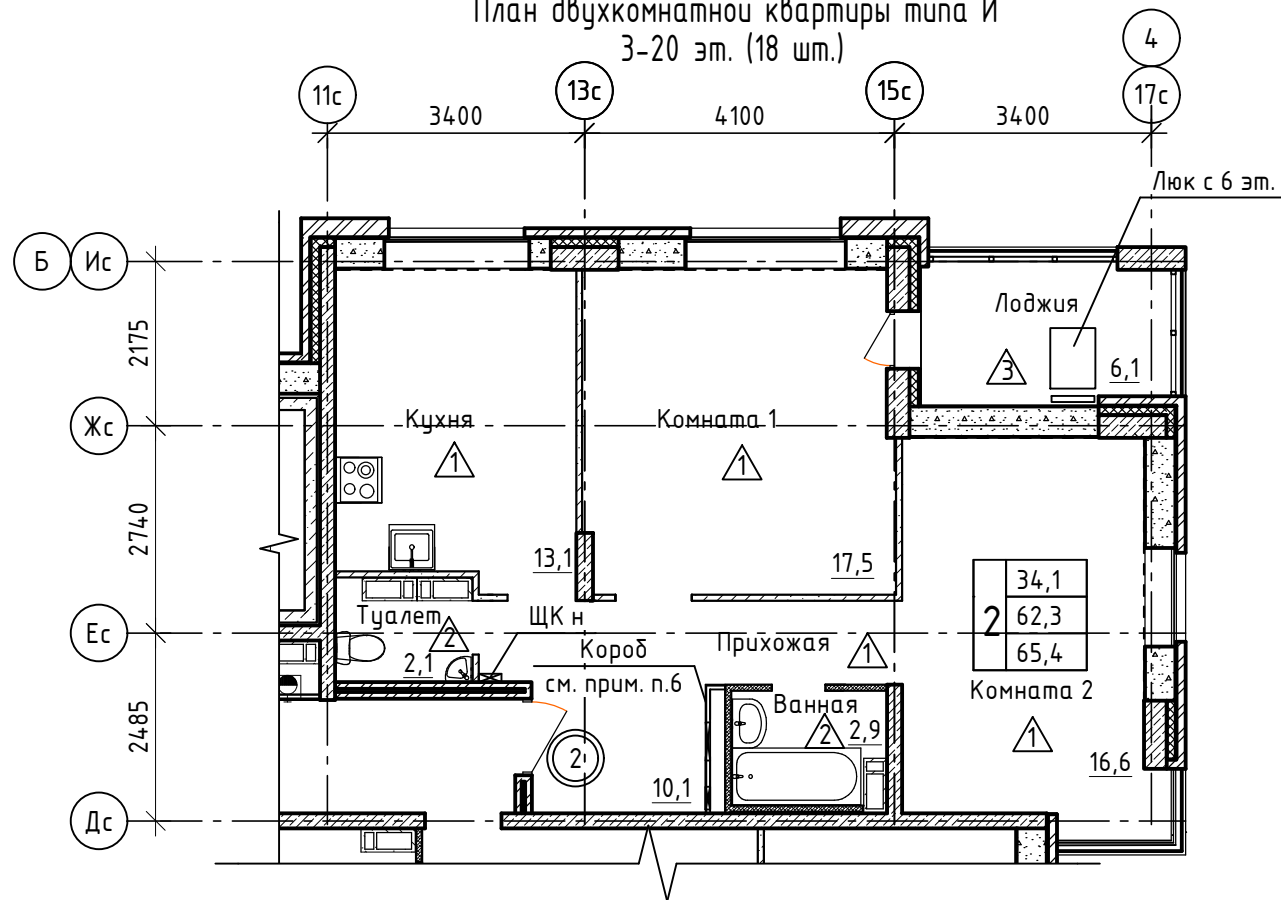 План двухкомнатной квартиры типа И
3-20 эт. (18 шт.)
4
11с
13с
15с
17с
3400
4100
3400
Люк с 6 эт.
Б
Ис
Лоджия
2175
3
6,1
Жс
Кухня
Комната 1
1
1
2740
13,1
17,5
34,1
2
62,3
65,4
Ес
Туалет
2
2,1
ЩК н
Прихожая
1
Короб
см. прим. п.6
Комната 2
1
Ванная
2
2,9
2485
2
10,1
16,6
Дс